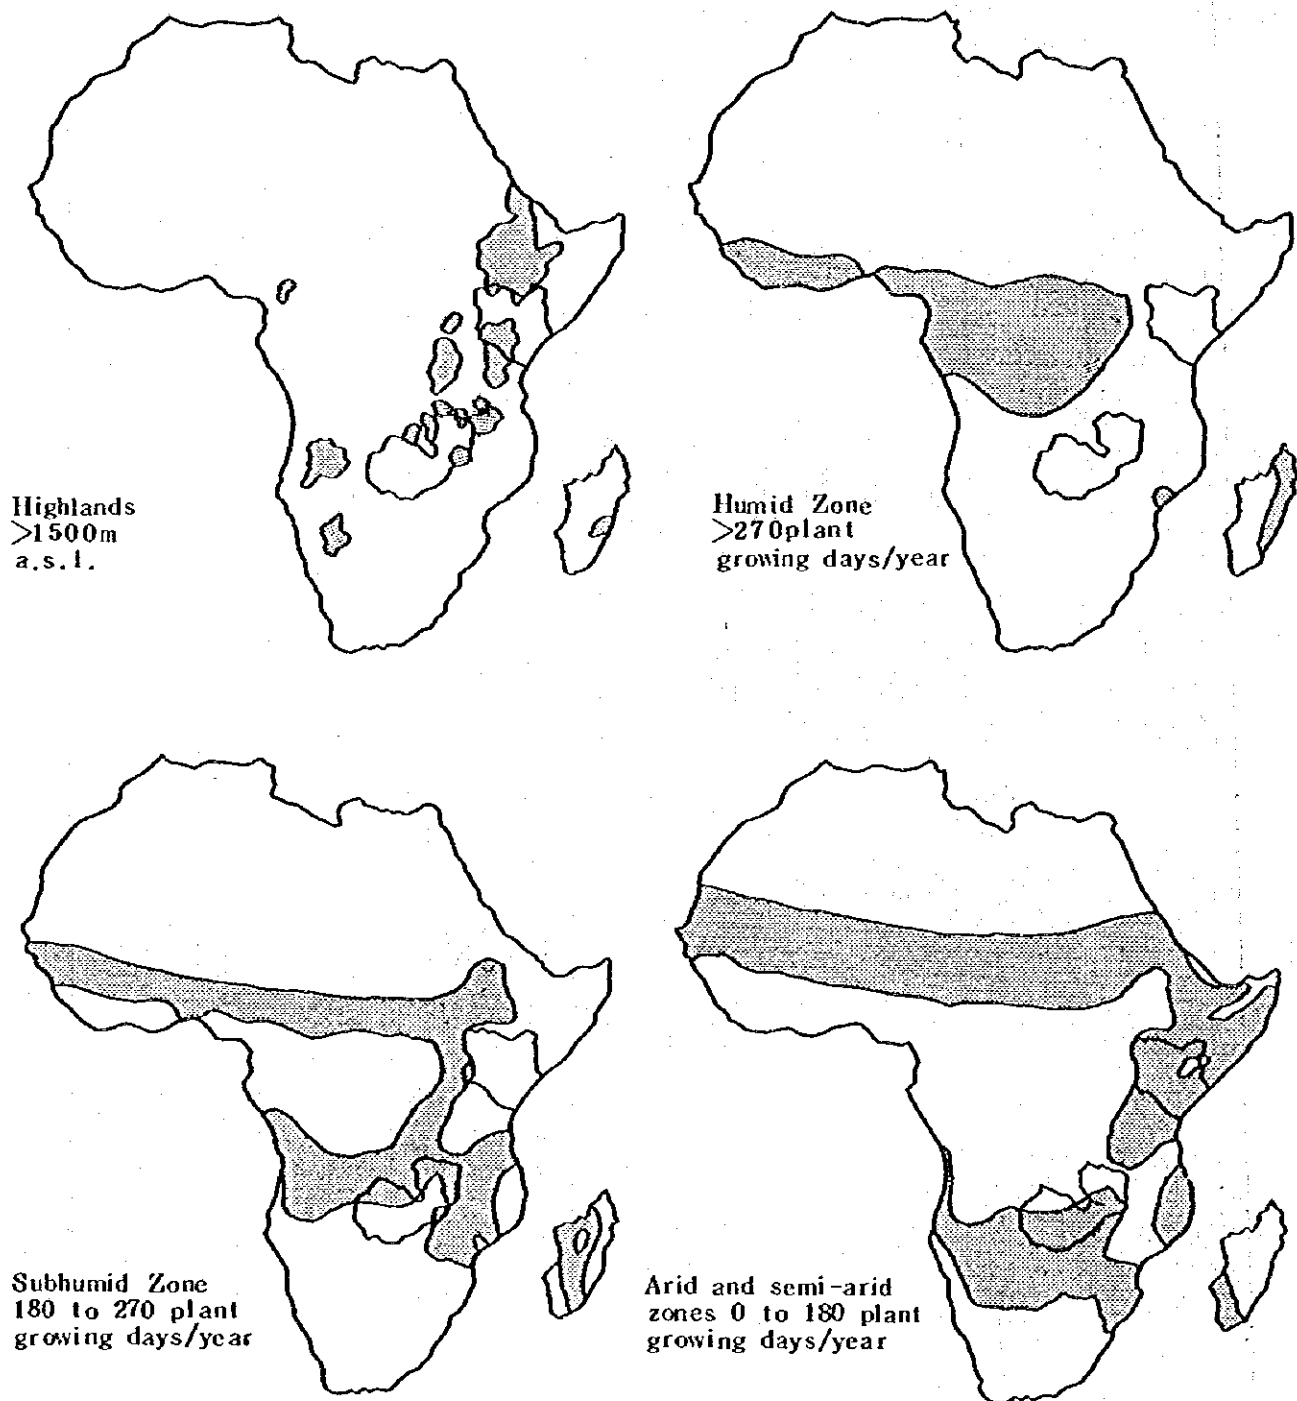 Highlands
>1500m
a.s.l.
Humid Zone
>270plant
growing days/year
Subhumid Zone
180 to 270 plant
growing days/year
Arid and semi-arid
zones 0 to 180 plant
growing days/year